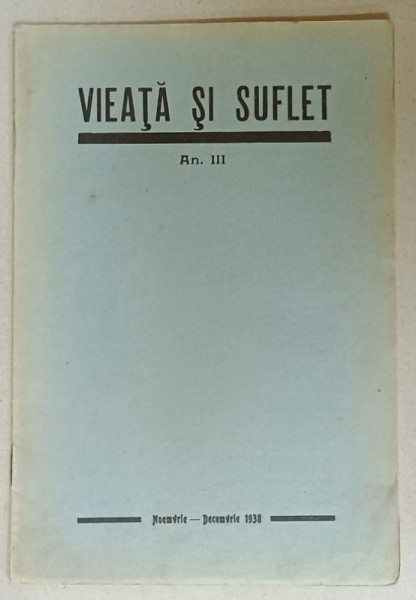 VIEAŢĂ ŞI SUFLET
An. III
Noemvrie — Decemvrie 1938